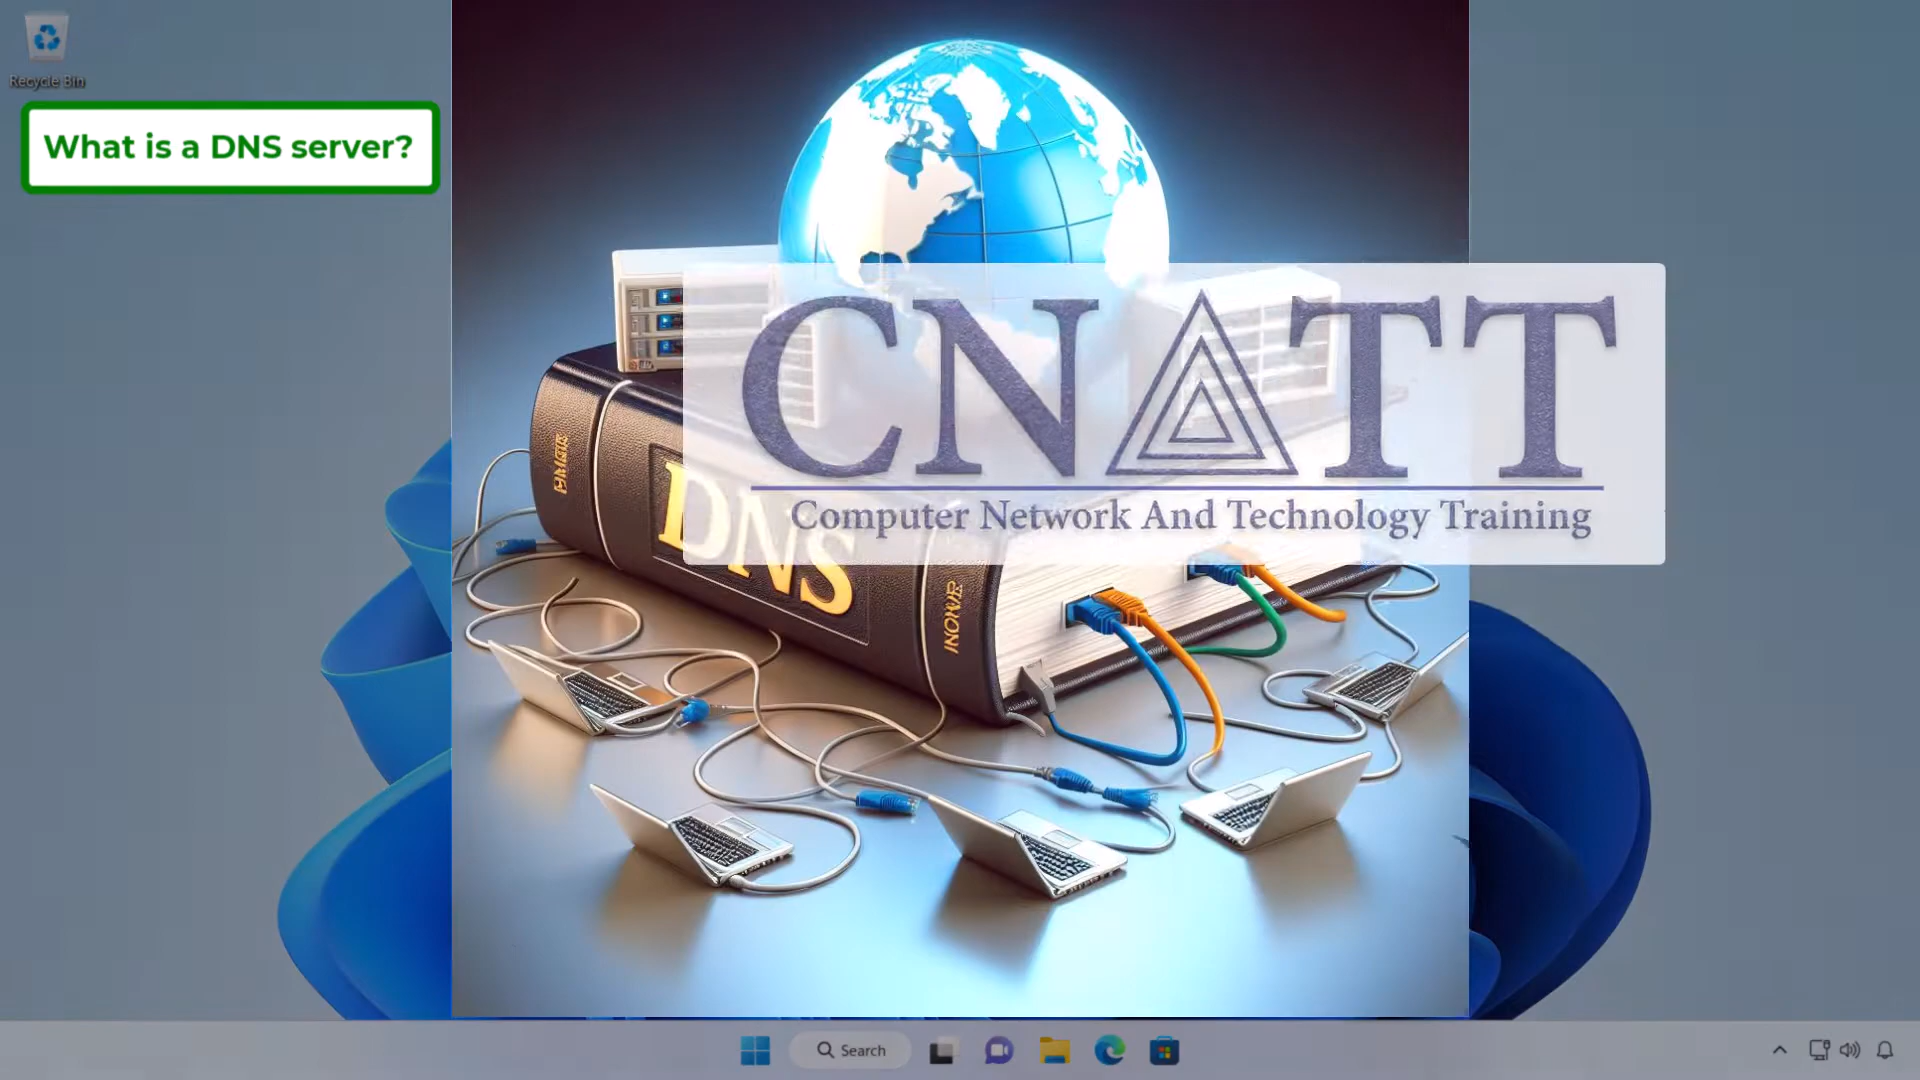 Recycle Bin
What is a DNS server?
CNATT
Computer Network And Technology Training
DNS
Search